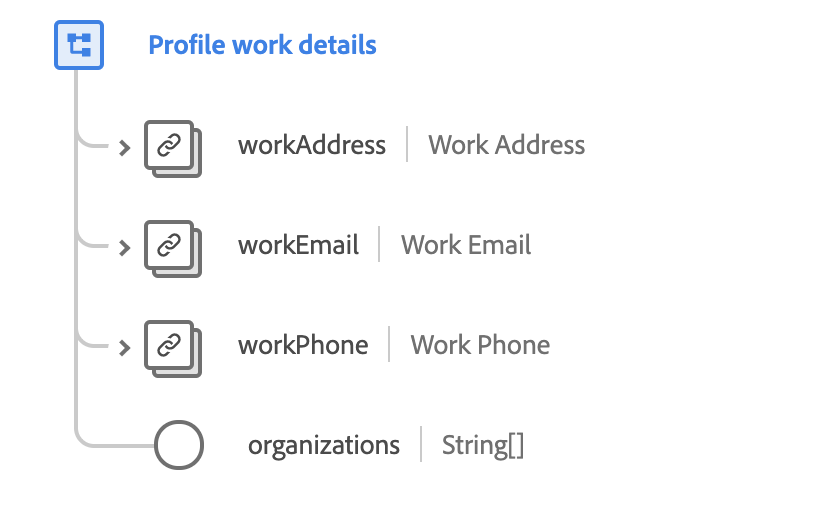 Profile work details
workAddress | Work Address
workEmail | Work Email
workPhone | Work Phone
organizations | String[]